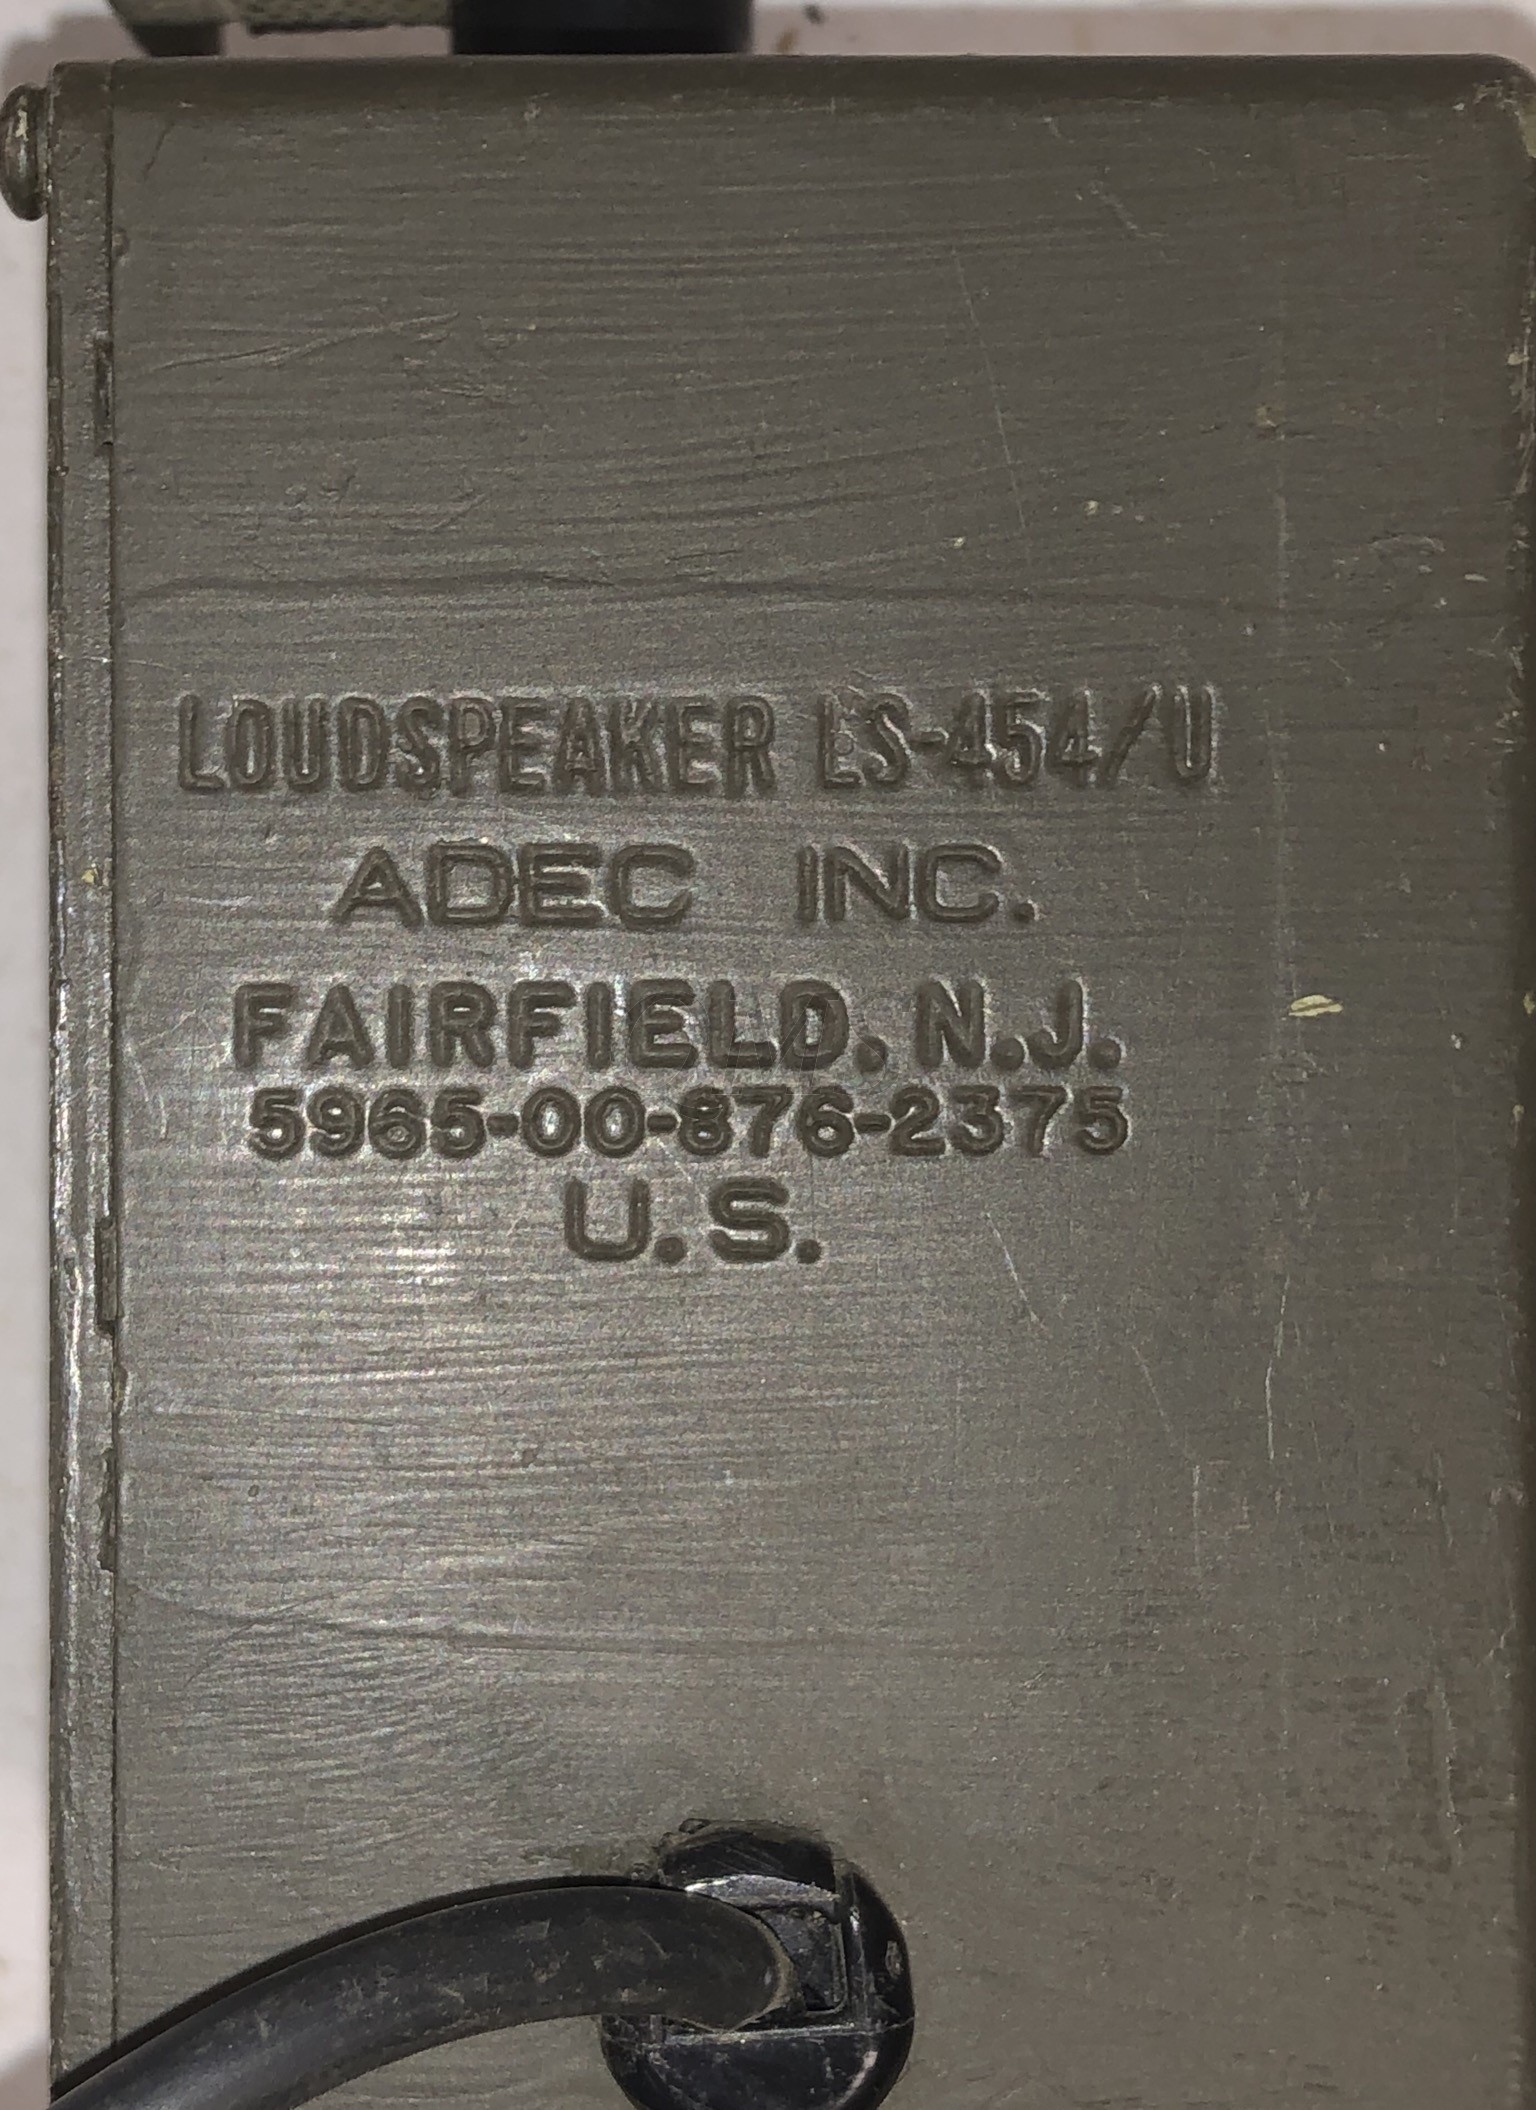 LOUDSPEAKER LS-454/U
ADEC INC.
FAIRFIELD. N.J.
5965-00-876-2375
U.S.